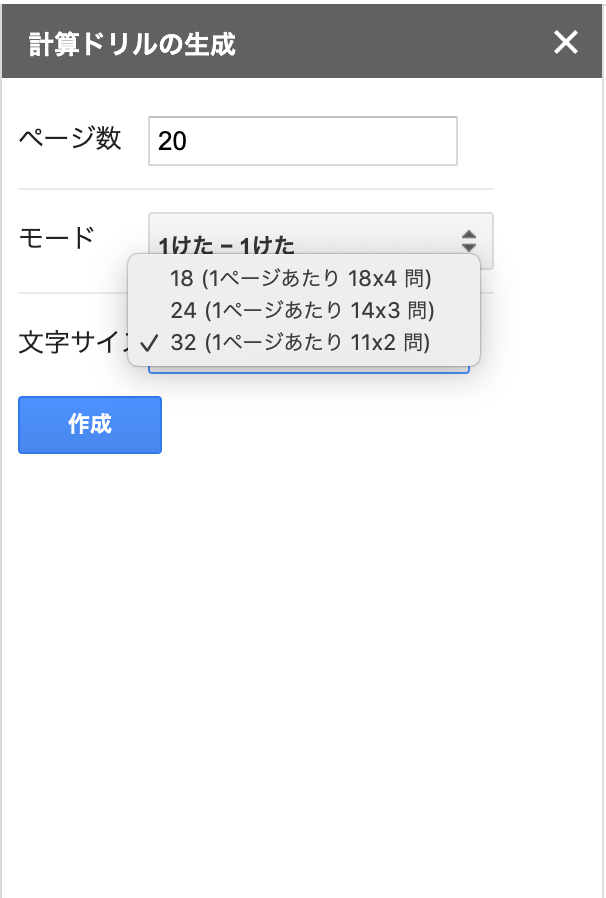 計算ドリルの生成
ページ数
20
モード
1けた − 1けた
18 (1ページあたり 18x4 問)
24 (1ページあたり 14x3 問)
文字サイズ
32 (1ページあたり 11x2 問)
作成